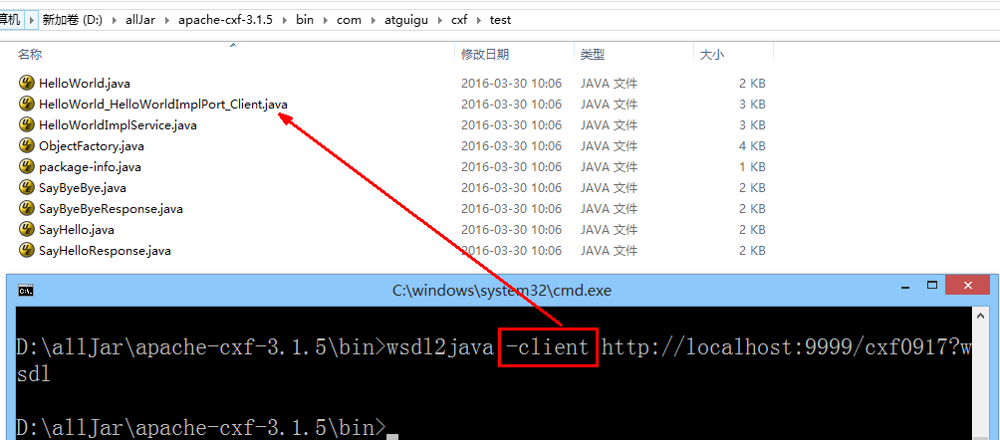 算机 新加卷 (D:) allJar apache-cxf-3.1.5 bin com atguigu cxf test
名称 修改日期 类型 大小
HelloWorld.java 2016-03-30 10:06 JAVA 文件 2 KB
HelloWorld_HelloWorldImplPort_Client.java 2016-03-30 10:06 JAVA 文件 3 KB
HelloWorldImplService.java 2016-03-30 10:06 JAVA 文件 3 KB
ObjectFactory.java 2016-03-30 10:06 JAVA 文件 4 KB
package-info.java 2016-03-30 10:06 JAVA 文件 1 KB
SayByeBye.java 2016-03-30 10:06 JAVA 文件 2 KB
SayByeByeResponse.java 2016-03-30 10:06 JAVA 文件 2 KB
SayHello.java 2016-03-30 10:06 JAVA 文件 2 KB
SayHelloResponse.java 2016-03-30 10:06 JAVA 文件 2 KB
C:\windows\system32\cmd.exe
D:\allJar\apache-cxf-3.1.5\bin>wsdl2java -client http://localhost:9999/cxf0917?w
sdl
D:\allJar\apache-cxf-3.1.5\bin>